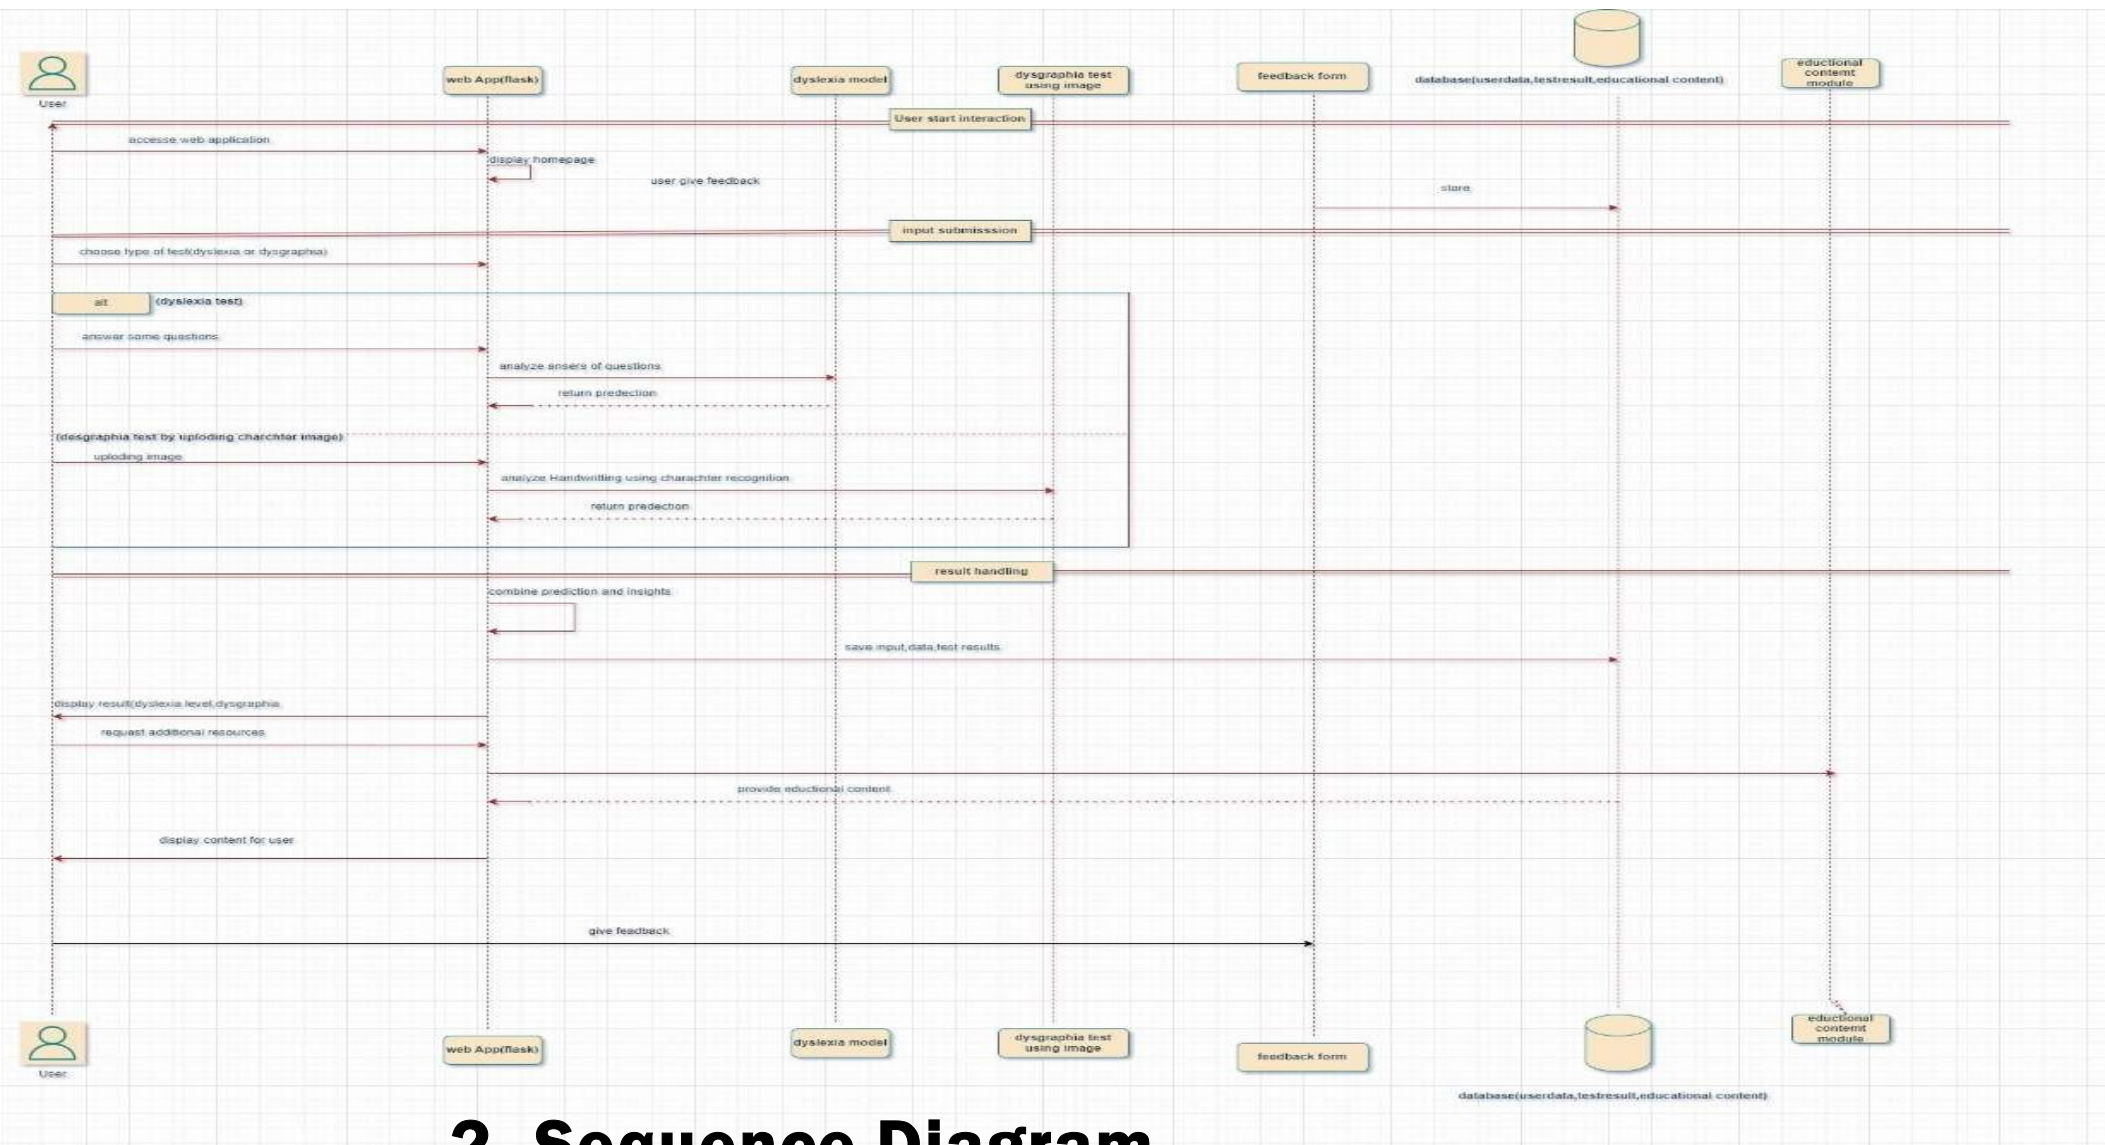 User
web App(flask)
dyslexia model
dysgraphia test
using image
feedback form
database(userdata,testresult,educational content)
eductional
contemt
module
User start interaction
accesse web application
display homepage
user give feedback
store
input submisssion
choose type of test(dyslexia or dysgraphia)
alt
(dyslexia test)
answer some questions
analyze ansers of questions
return predection
(desgraphia test by uploding charchter image)
uploding image
analyze Handwritting using charachter recognition
return predection
result handling
combine prediction and insights
save input,data,test results
display result(dyslexia level,dysgraphia
request additional resources
provide eductional content
display content for user
give feedback
User
web App(flask)
dyslexia model
dysgraphia test
using image
feedback form
database(userdata,testresult,educational content)
eductional
contemt
module
2. Sequence Diagram